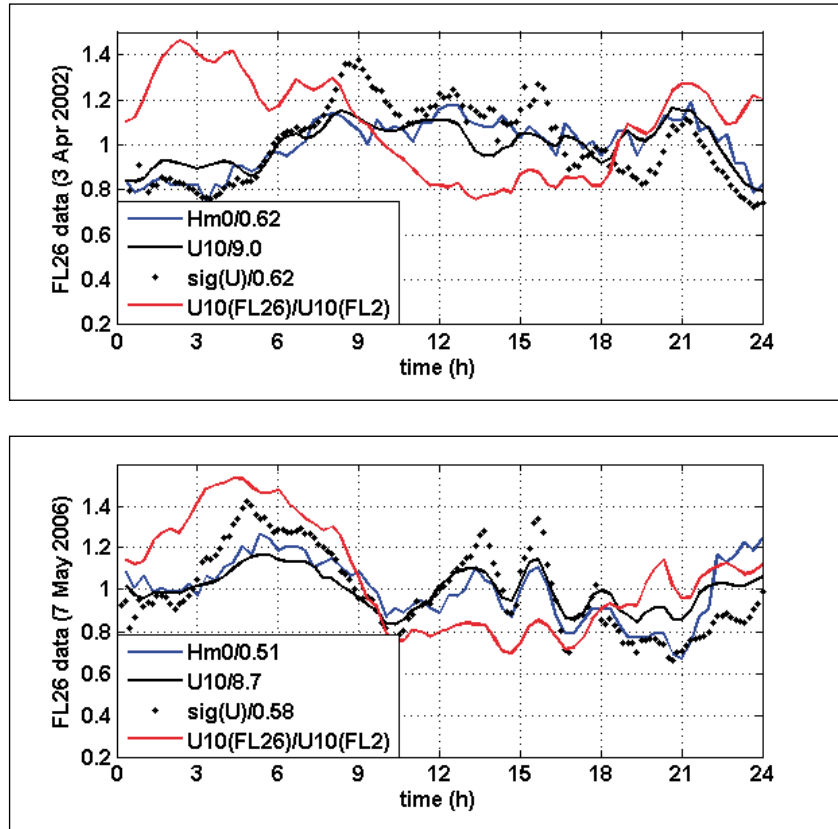 FL26 data (3 Apr 2002)
1.4
1.2
1
0.8
0.6
0.4
0.2
Hm0/0.62
U10/9.0
sig(U)/0.62
U10(FL26)/U10(FL2)
0 3 6 9 12 15 18 21 24
time (h)
FL26 data (7 May 2006)
1.4
1.2
1
0.8
0.6
0.4
0.2
Hm0/0.51
U10/8.7
sig(U)/0.58
U10(FL26)/U10(FL2)
0 3 6 9 12 15 18 21 24
time (h)